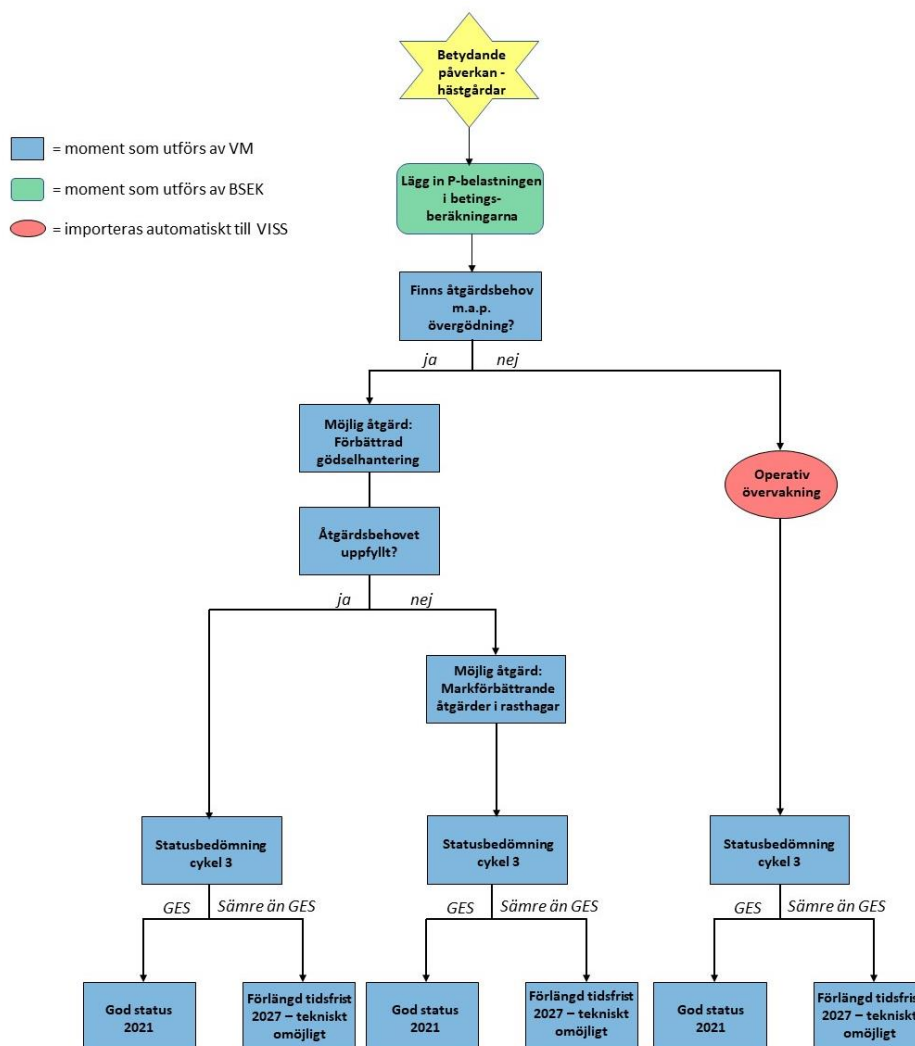 Betydande
påverkan -
hästgårdar
= moment som utförs av VM
= moment som utförs av BSEK
= importeras automatiskt till VISS
Lägg in P-belastningen
i betings-
beräkningarna
Finns åtgärdsbehov
m.a.p.
övergödning?
ja
nej
Möjlig åtgärd:
Förbättrad
gödselhantering
Operativ
övervakning
Åtgärdsbehovet
uppfyllt?
ja
nej
Möjlig åtgärd:
Markförbättrande
åtgärder i rasthagar
Statusbedömning
cykel 3
Statusbedömning
cykel 3
Statusbedömning
cykel 3
GES
Sämre än GES
GES
Sämre än GES
GES
Sämre än GES
God status
2021
Förlängd tidsfrist
2027 – tekniskt
omöjligt
God status
2021
Förlängd tidsfrist
2027 – tekniskt
omöjligt
God status
2021
Förlängd tidsfrist
2027 – tekniskt
omöjligt